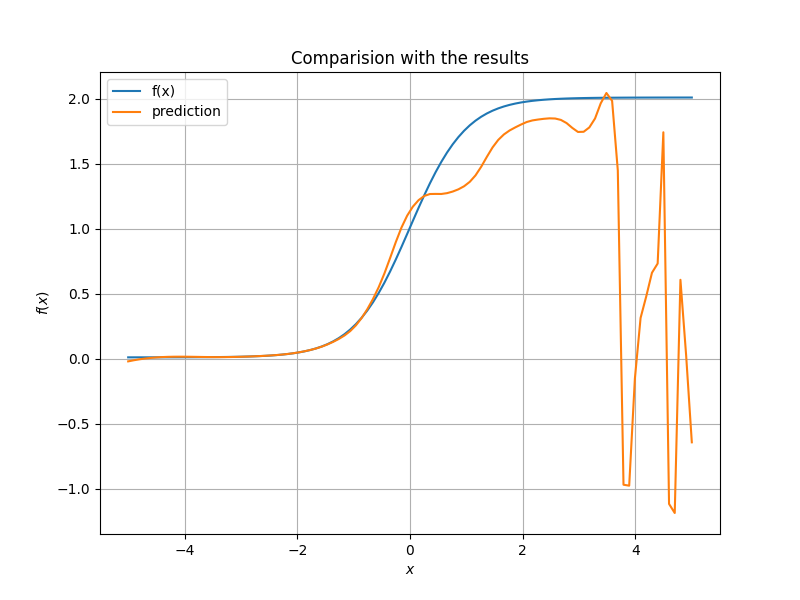 Comparision with the results
f(x)
prediction
2.0
1.5
1.0
0.5
0.0
−0.5
−1.0
f(x)
−4
−2
0
2
4
x